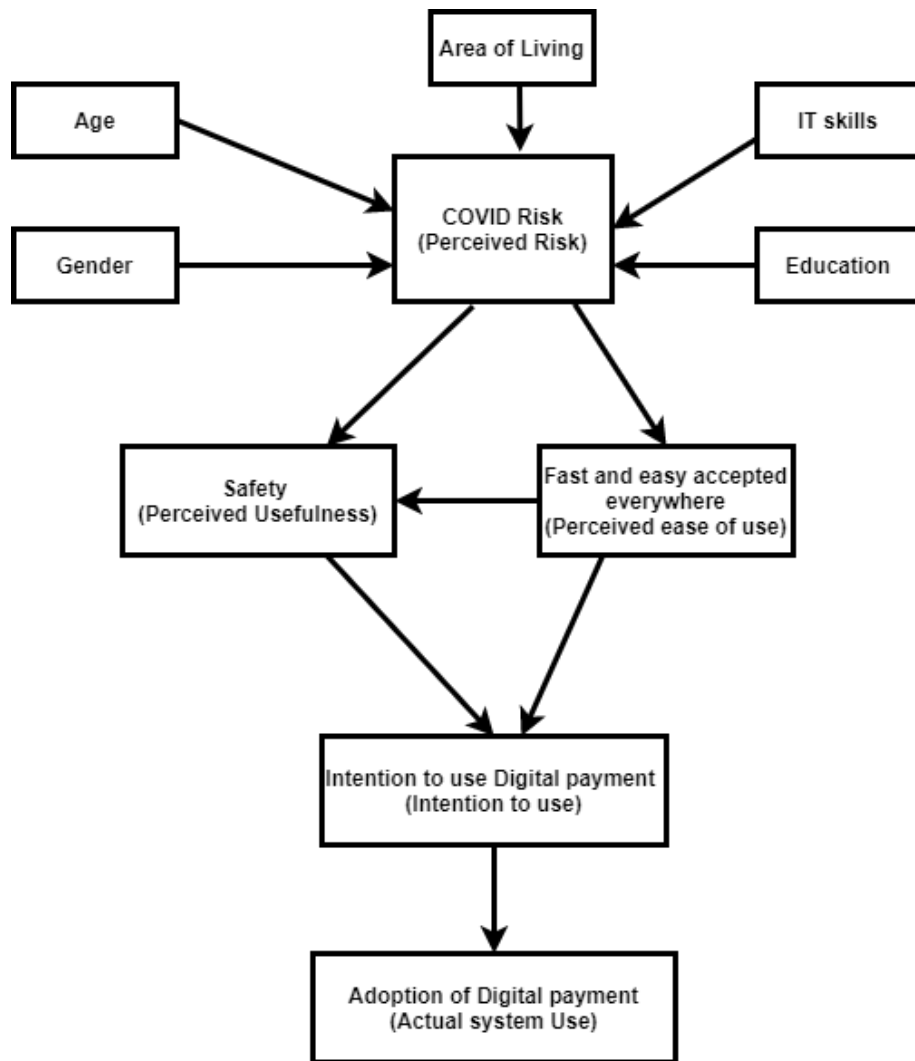 Area of Living
Age
IT skills
COVID Risk
(Perceived Risk)
Gender
Education
Safety
(Perceived Usefulness)
Fast and easy accepted
everywhere
(Perceived ease of use)
Intention to use Digital payment
(Intention to use)
Adoption of Digital payment
(Actual system Use)